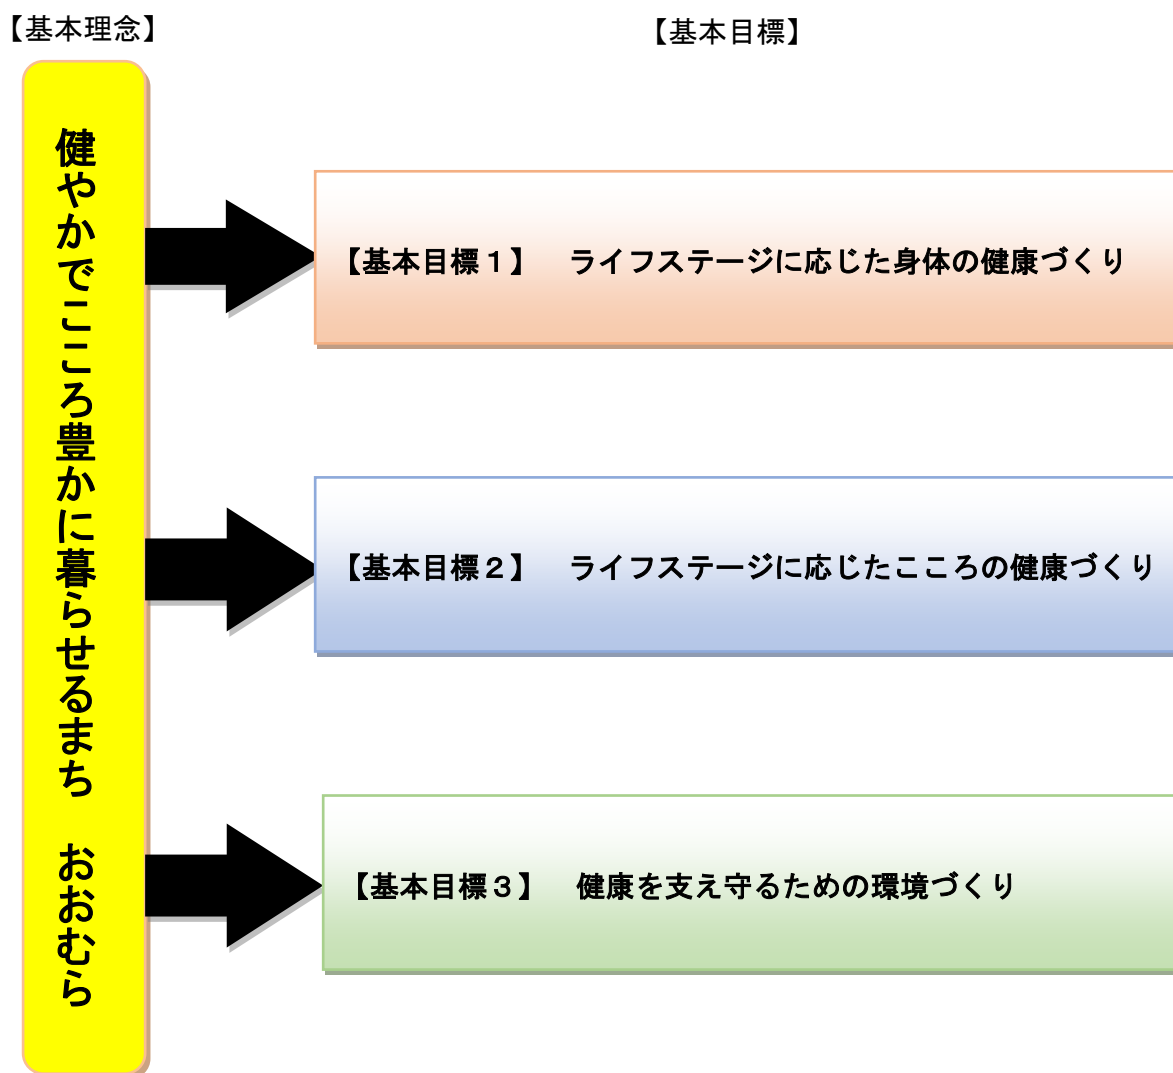 【基本理念】
【基本目標】
健やかでこころ豊かに暮らせるまち　おおむら
【基本目標１】　ライフステージに応じた身体の健康づくり
【基本目標２】　ライフステージに応じたこころの健康づくり
【基本目標３】　健康を支え守るための環境づくり